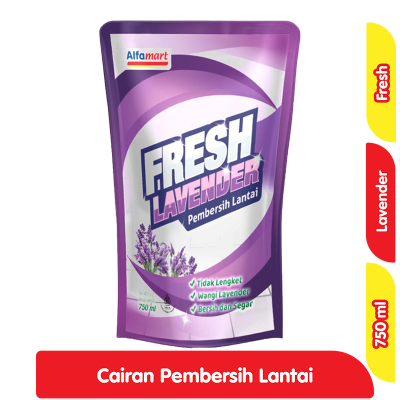 Alfamart
FRESH
LAVENDER
Pembersih Lantai
Tidak Lengket
Wangi Lavender
Bersih dan Segar
750 ml
Fresh
Lavender
750 ml
Cairan Pembersih Lantai